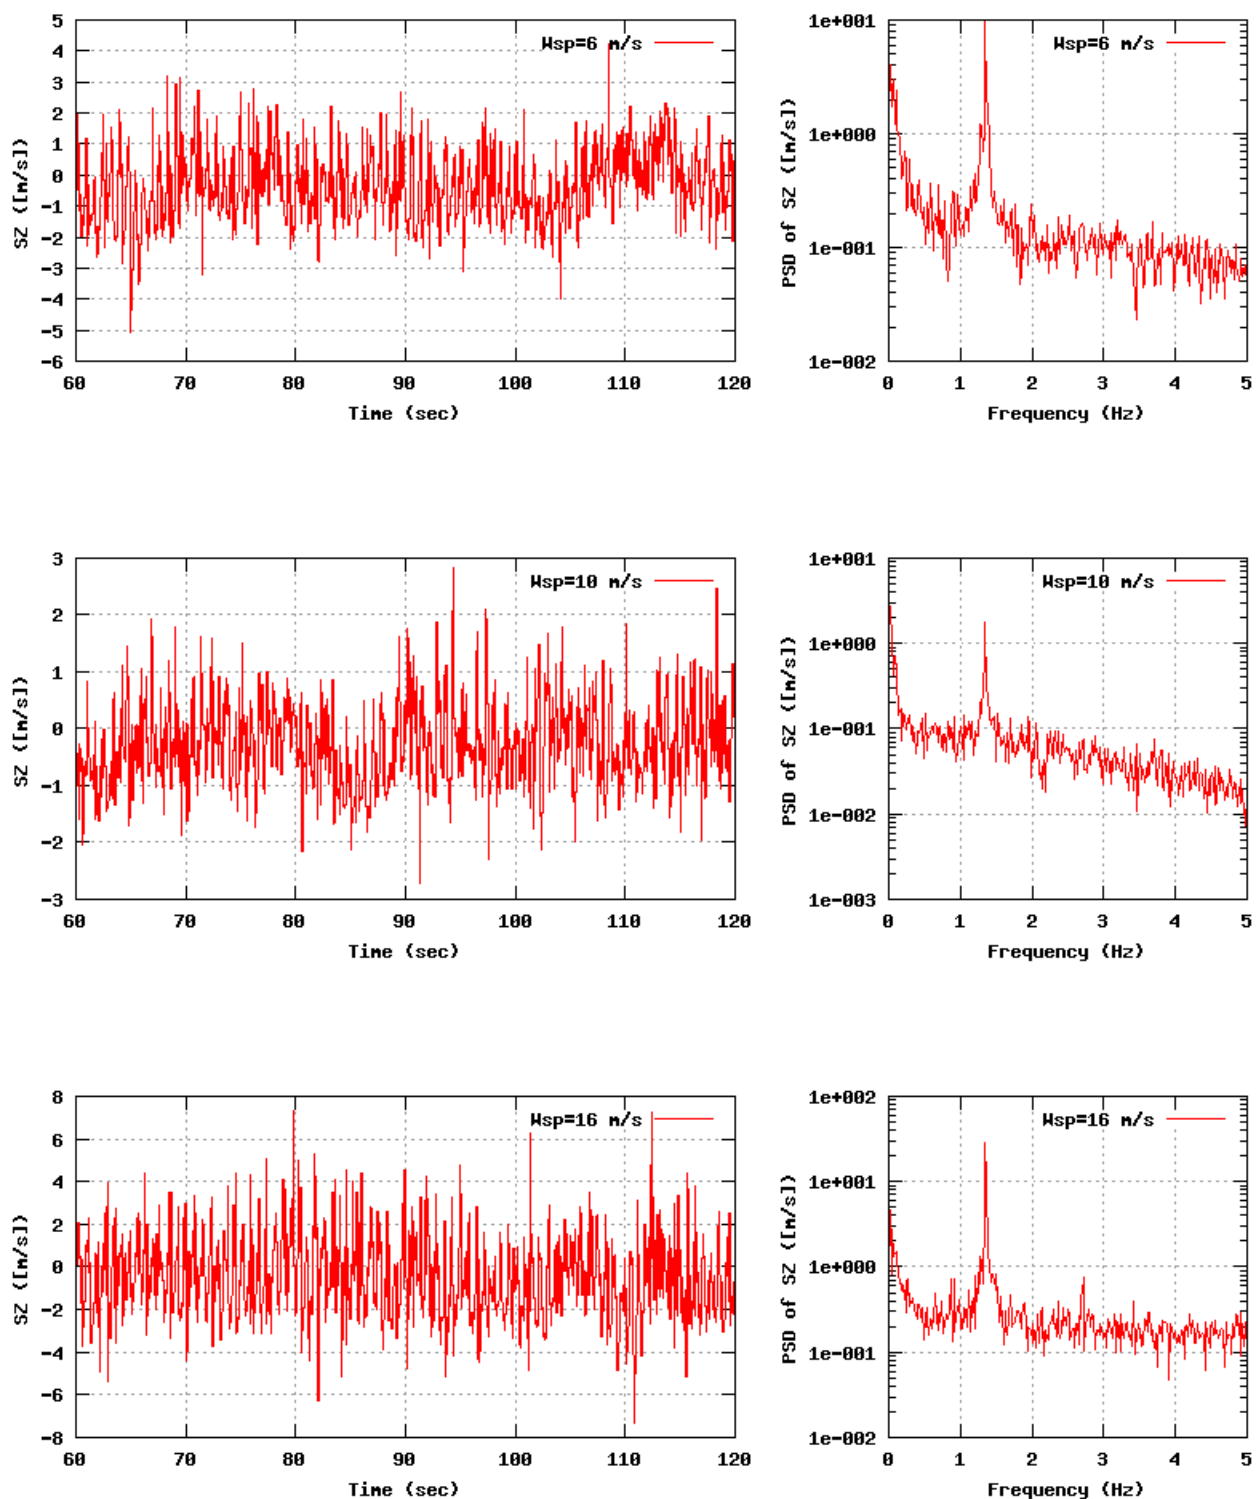 5
4
3
2
1
0
-1
-2
-3
-4
-5
-6
SZ ([m/s])
Wsp=6 m/s
60 70 80 90 100 110 120
Time (sec)
1e+001
1e+000
1e-001
1e-002
PSD of SZ ([m/s])
Wsp=6 m/s
0 1 2 3 4 5
Frequency (Hz)
3
2
1
0
-1
-2
-3
SZ ([m/s])
Wsp=10 m/s
60 70 80 90 100 110 120
Time (sec)
1e+001
1e+000
1e-001
1e-002
1e-003
PSD of SZ ([m/s])
Wsp=10 m/s
0 1 2 3 4 5
Frequency (Hz)
8
6
4
2
0
-2
-4
-6
-8
SZ ([m/s])
Wsp=16 m/s
60 70 80 90 100 110 120
Time (sec)
1e+002
1e+001
1e+000
1e-001
1e-002
PSD of SZ ([m/s])
Wsp=16 m/s
0 1 2 3 4 5
Frequency (Hz)